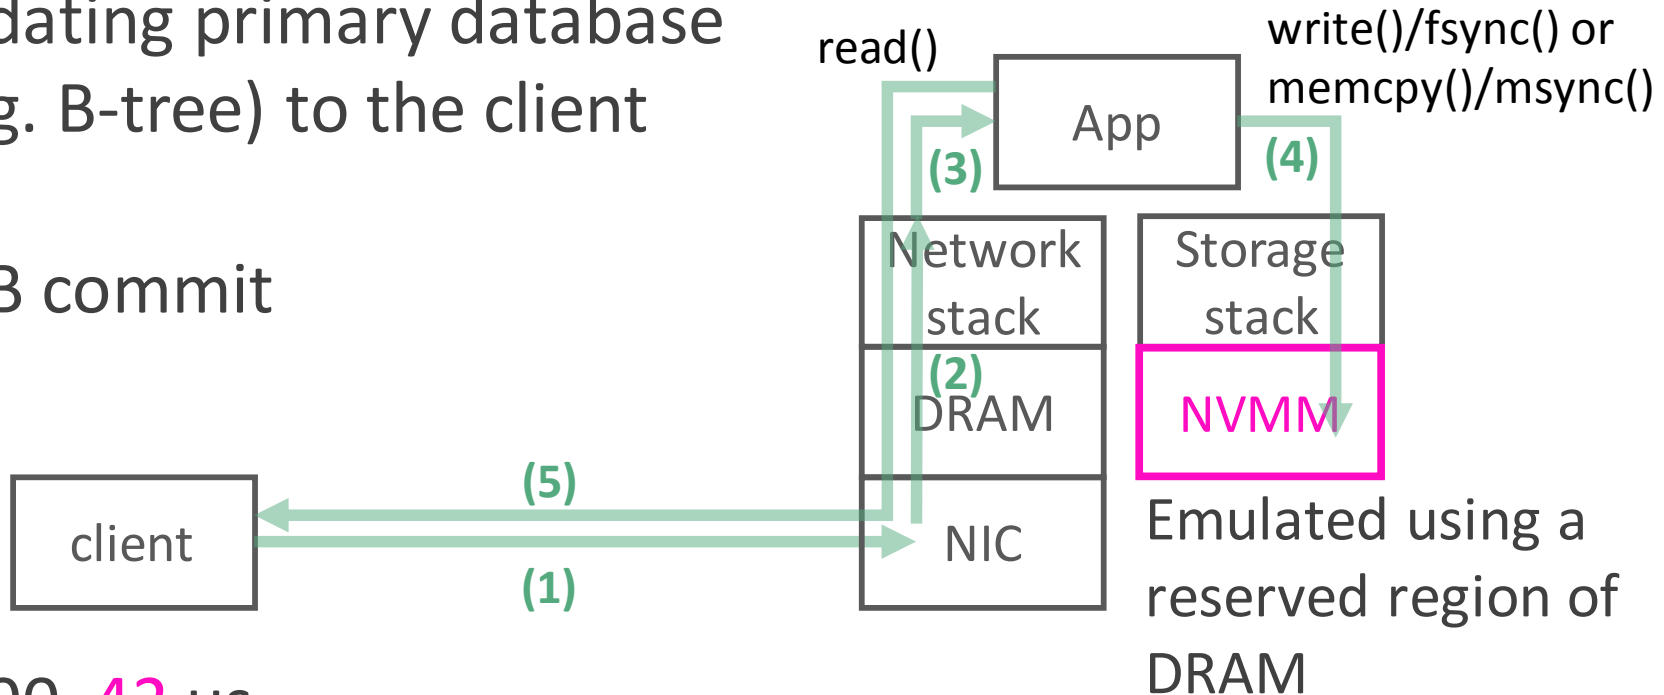 dating primary database
g. B-tree) to the client
B commit
read()
App
write()/fsync() or
memcpy()/msync()
(3)
(4)
Network
stack
Storage
stack
(2)
DRAM
NVMM
(5)
client
NIC
(1)
Emulated using a
reserved region of
DRAM
00, 42 us